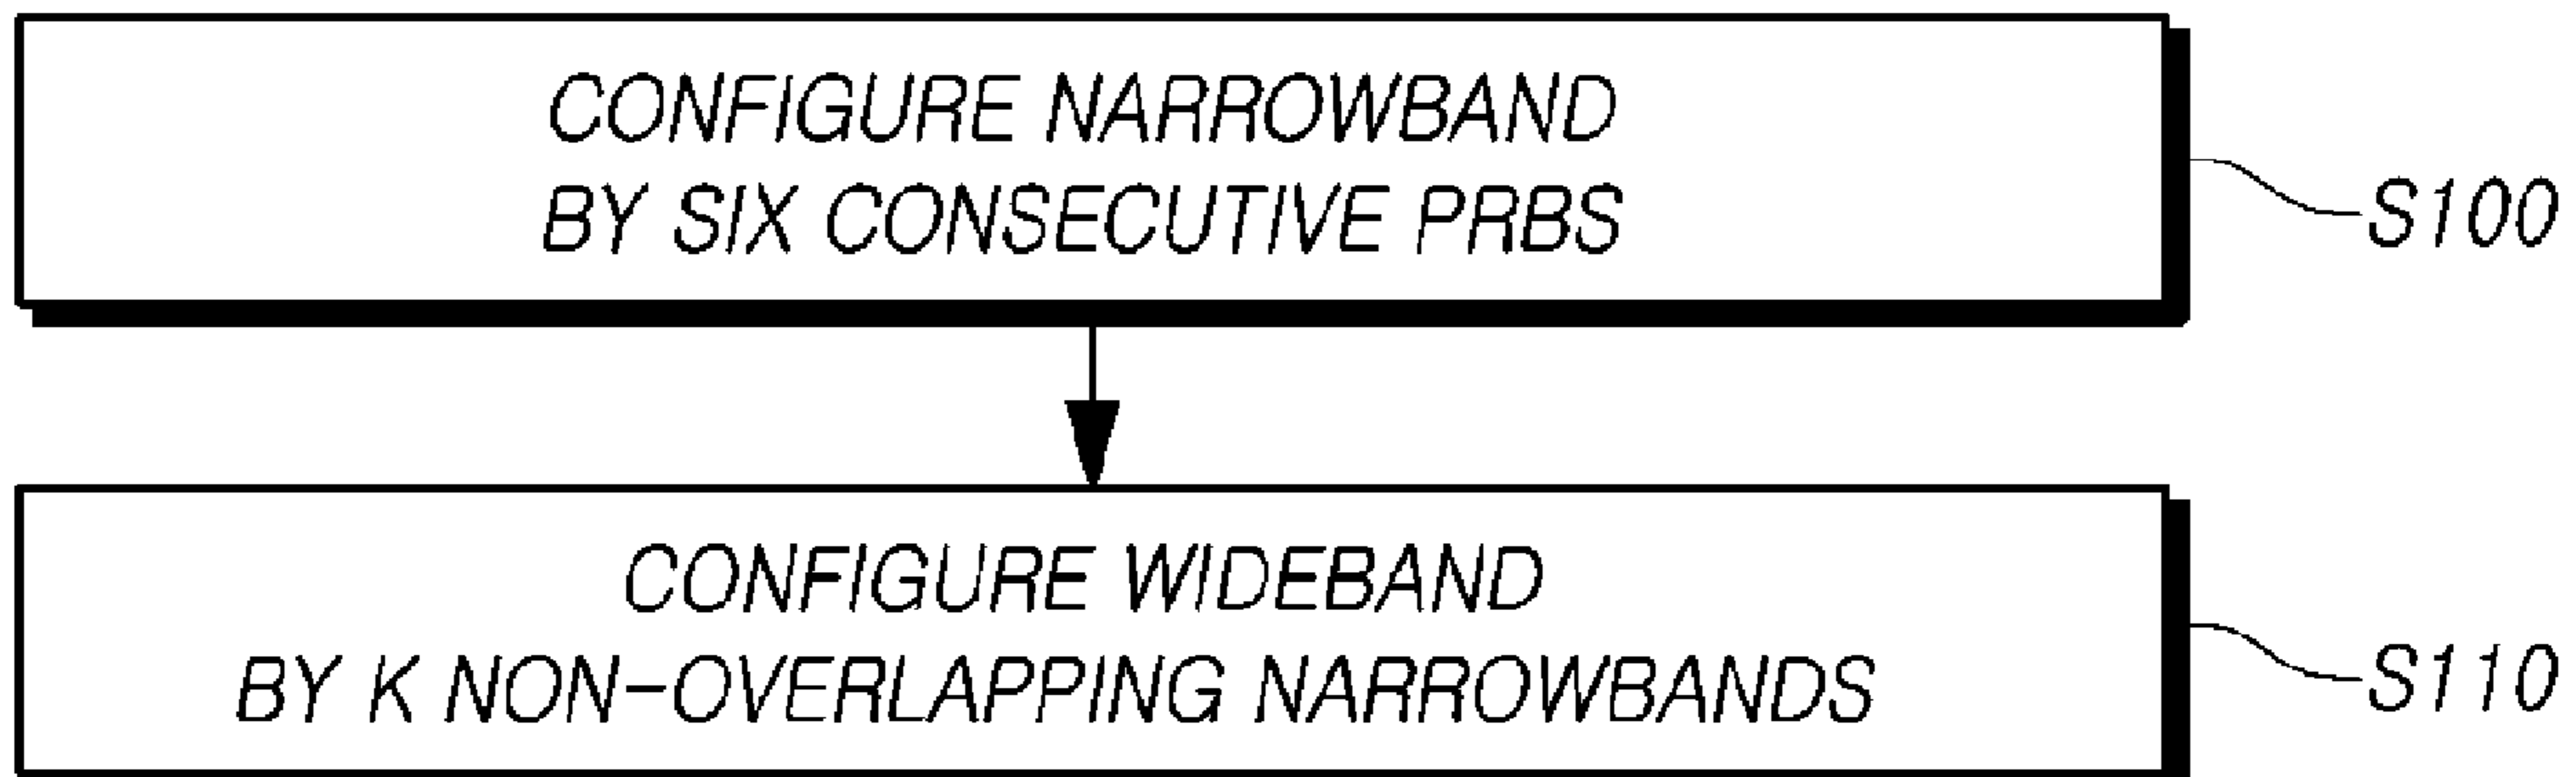 CONFIGURE NARROWBAND
BY SIX CONSECUTIVE PRBS
S100
CONFIGURE WIDEBAND
BY K NON-OVERLAPPING NARROWBANDS
S110